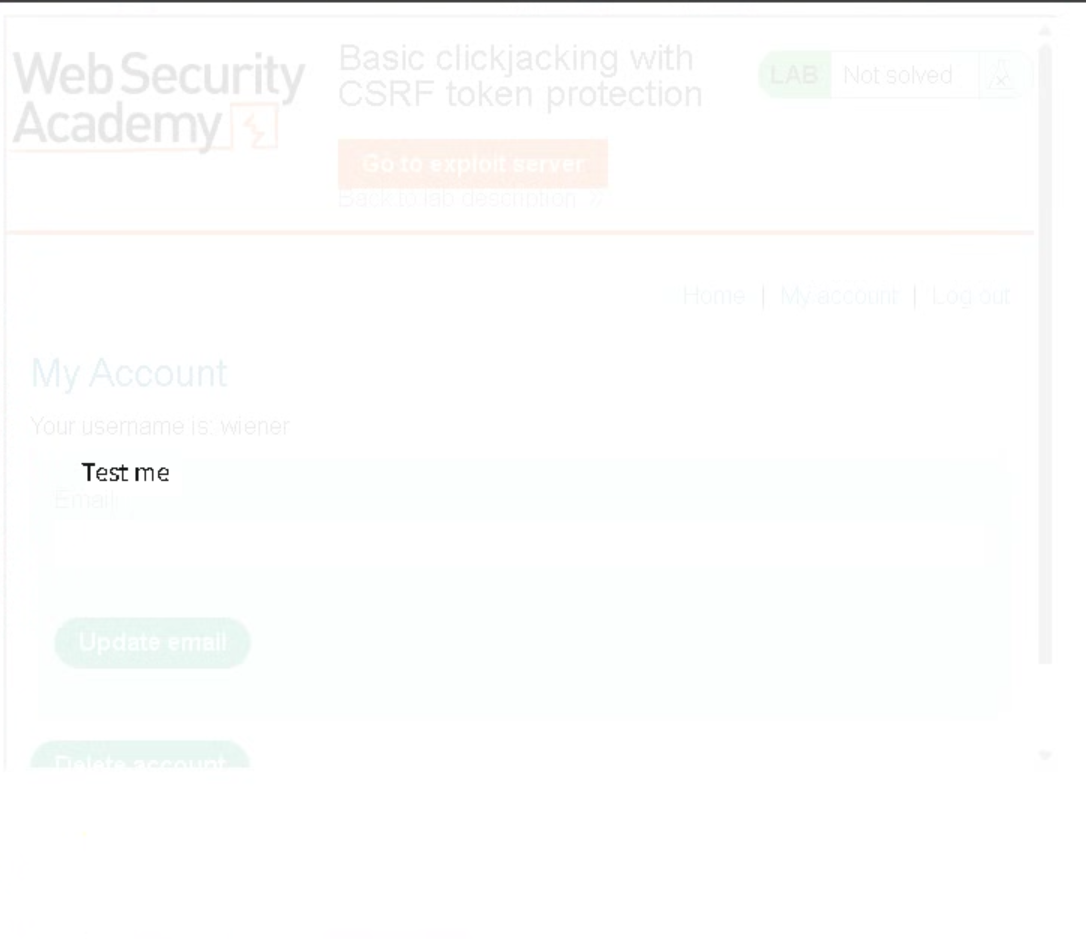 Web Security
Academy
Basic clickjacking with
CSRF token protection
LAB Not solved
Go to exploit server
Back to lab description »
Home | My account | Log out
My Account
Your username is: wiener
Test me
Email
Update email
Delete account